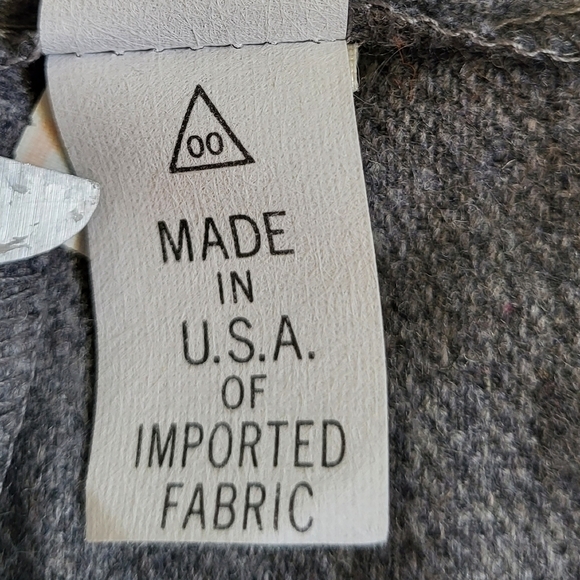 00
MADE
IN
U.S.A.
OF
IMPORTED
FABRIC